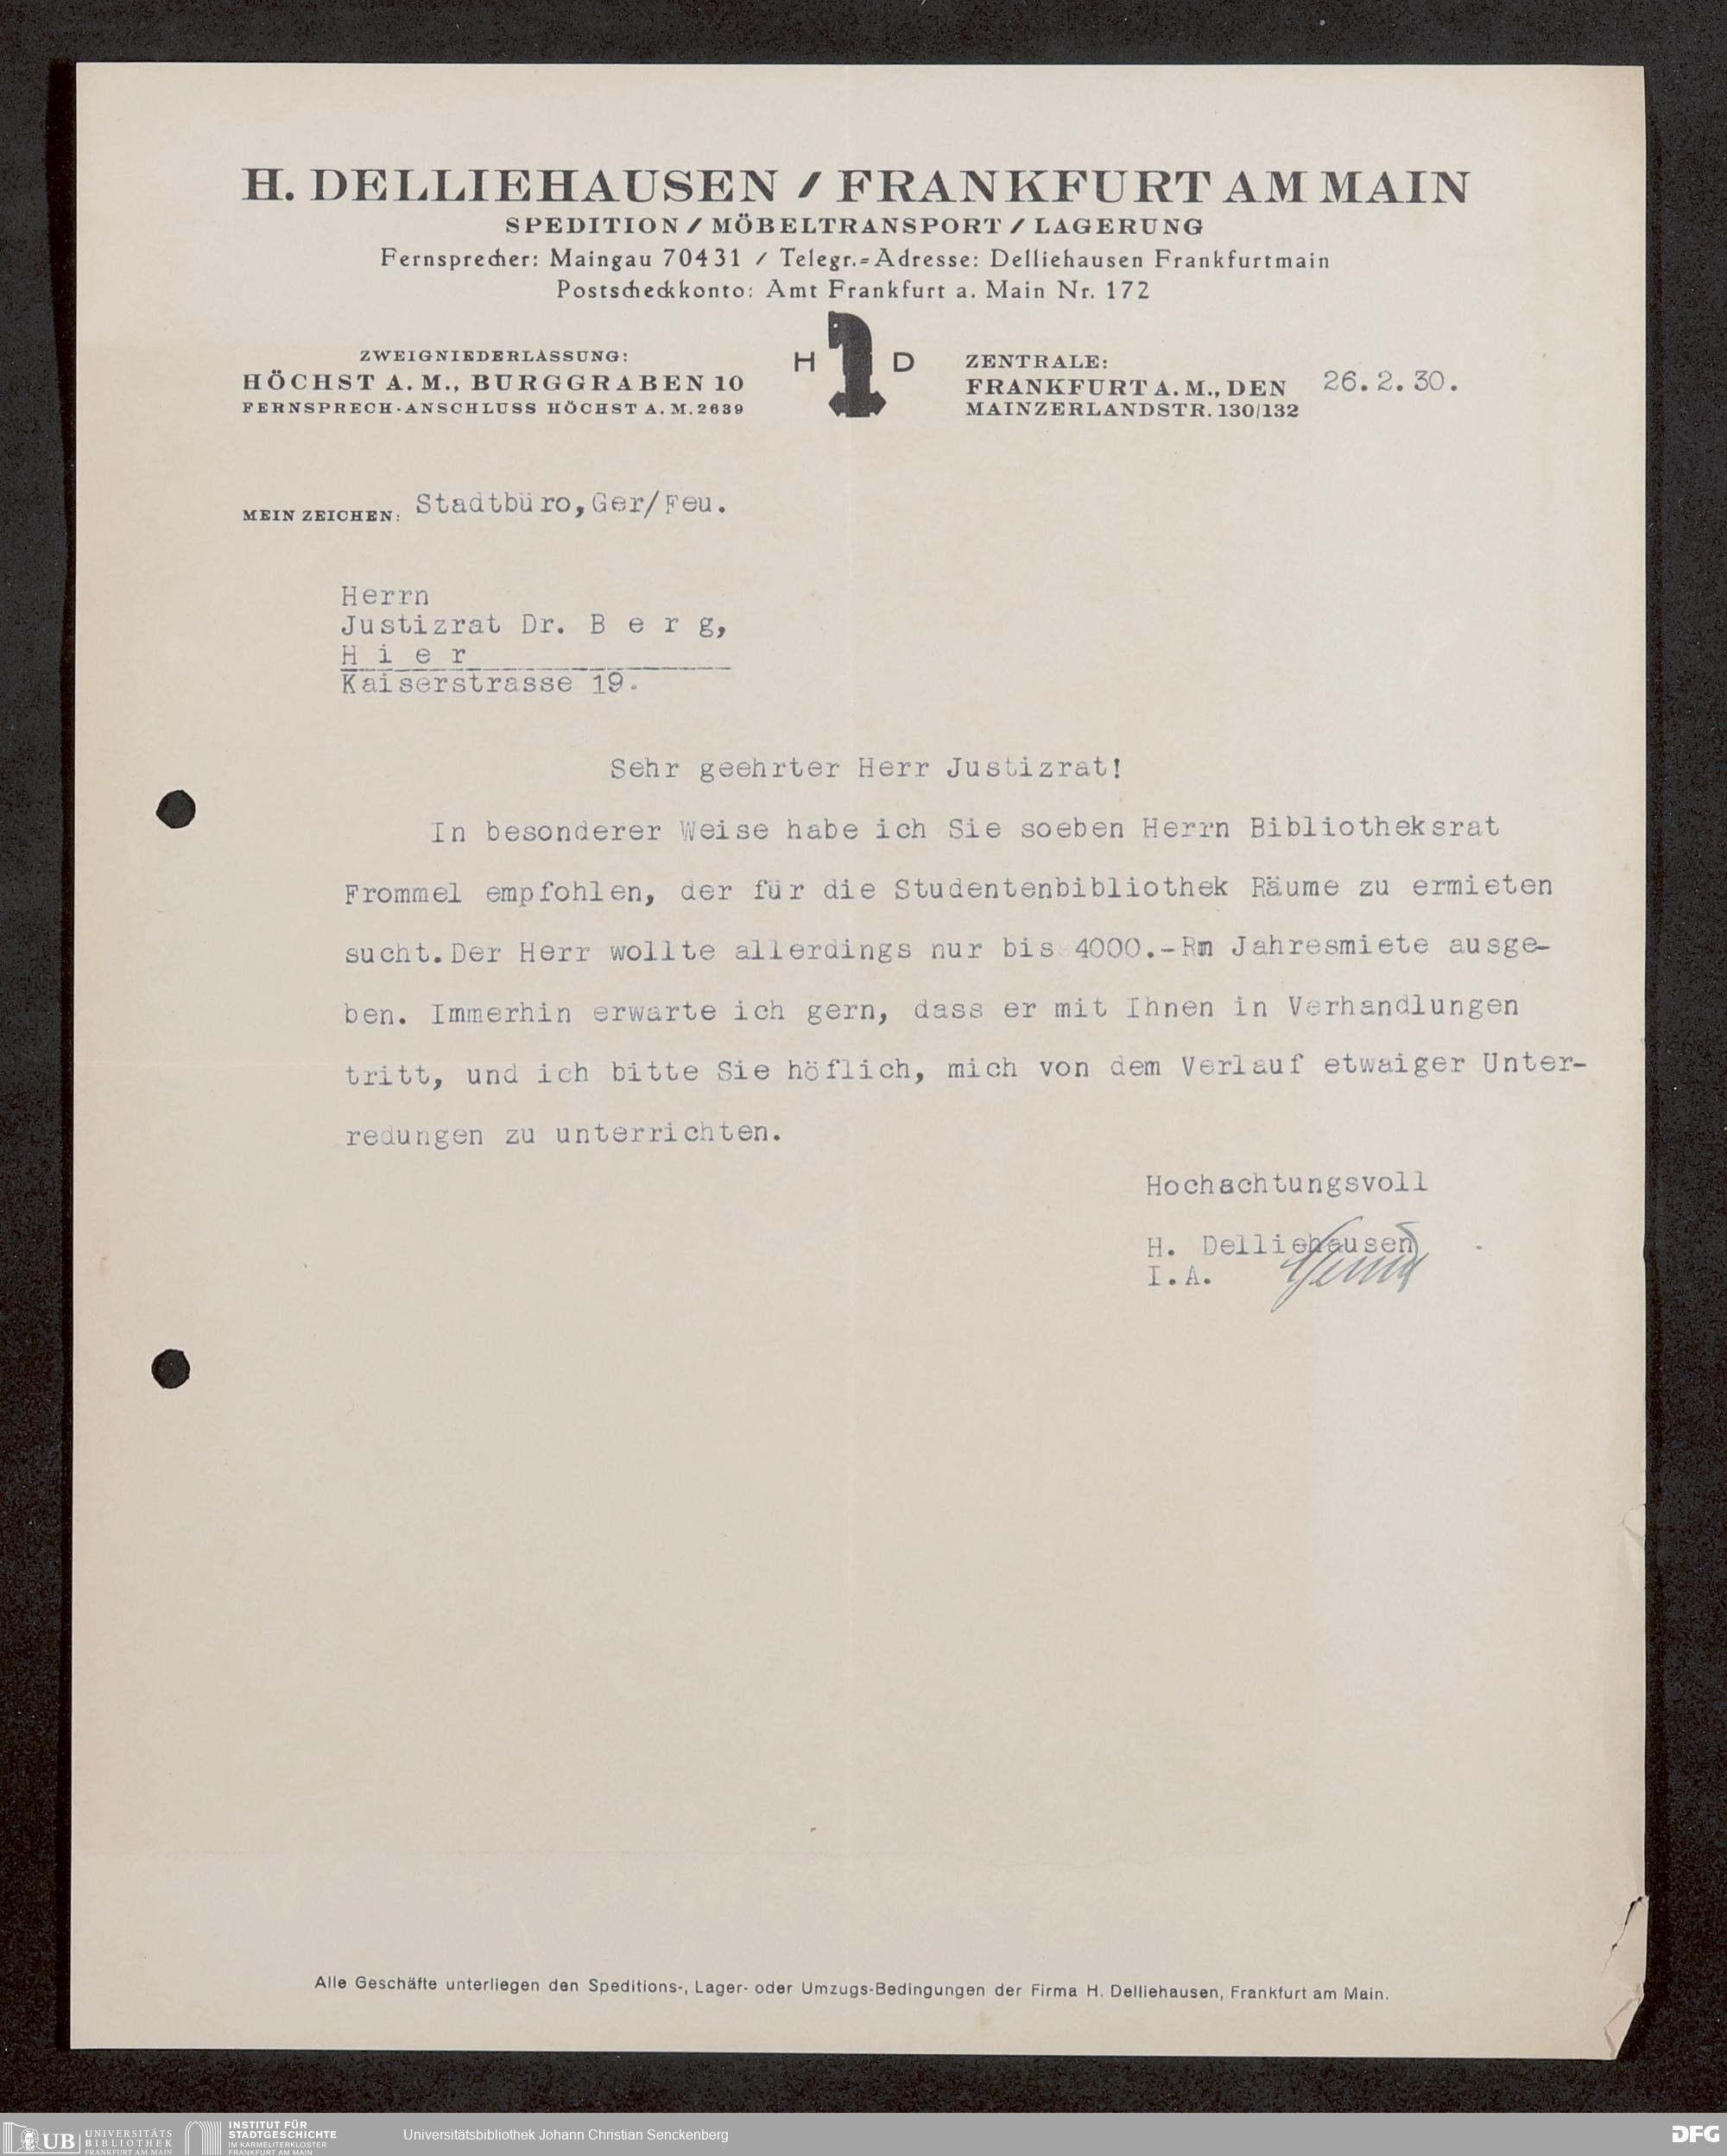 H. DELLIEHAUSEN / FRANKFURT AM MAIN
SPEDITION / MÖBELTRANSPORT / LAGERUNG
Fernsprecher: Maingau 70431 / Telegr.-Adresse: Delliehausen Frankfurtmain
Postscheckkonto: Amt Frankfurt a. Main Nr. 172
ZWEIGNIEDERLASSUNG:
HÖCHST A. M., BURGGRABEN 10
FERNSPRECH-ANSCHLUSS HÖCHST A. M. 2639
H D
ZENTRALE:
FRANKFURT A. M., DEN 26.2.30.
MAINZERLANDSTR. 130/132
MEIN ZEICHEN: Stadtbüro,Ger/Feu.
Herrn
Justizrat Dr. B e r g,
H i e r
Kaiserstrasse 19.
Sehr geehrter Herr Justizrat!
In besonderer Weise habe ich Sie soeben Herrn Bibliotheksrat
Frommel empfohlen, der für die Studentenbibliothek Räume zu ermieten
sucht.Der Herr wollte allerdings nur bis 4000.-Rm Jahresmiete ausge-
ben. Immerhin erwarte ich gern, dass er mit Ihnen in Verhandlungen
tritt, und ich bitte Sie höflich, mich von dem Verlauf etwaiger Unter-
redungen zu unterrichten.
Hochachtungsvoll
H. Delliehausen
I.A.
Alle Geschäfte unterliegen den Speditions-, Lager- oder Umzugs-Bedingungen der Firma H. Delliehausen, Frankfurt am Main.
UB UNIVERSITÄTS
BIBLIOTHEK
FRANKFURT AM MAIN
INSTITUT FÜR
STADTGESCHICHTE
IM KARMELITERKLOSTER
FRANKFURT AM MAIN
Universitätsbibliothek Johann Christian Senckenberg
DFG